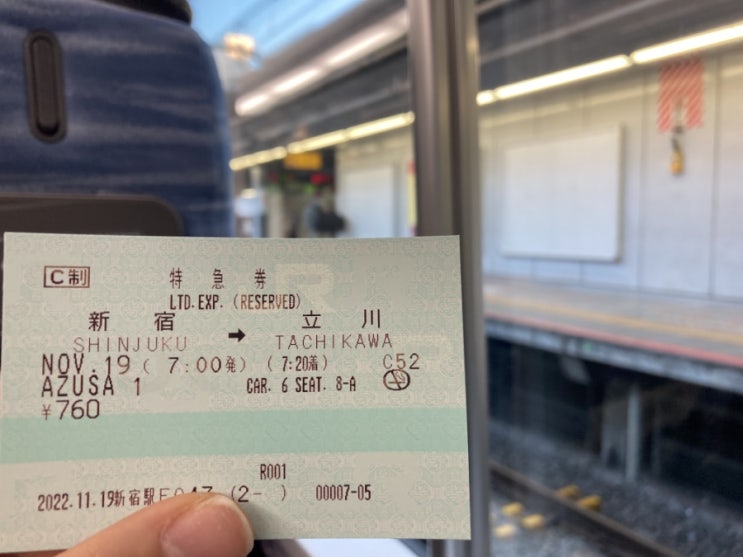 C制 特急券
LTD.EXP. (RESERVED)
新宿 → 立川
SHINJUKU TACHIKAWA
NOV.19 ( 7:00発) (7:20着) C52
AZUSA 1 CAR. 6 SEAT. 8-A
¥760
R001
2022.11.19新宿駅 (2- ) 00007-05